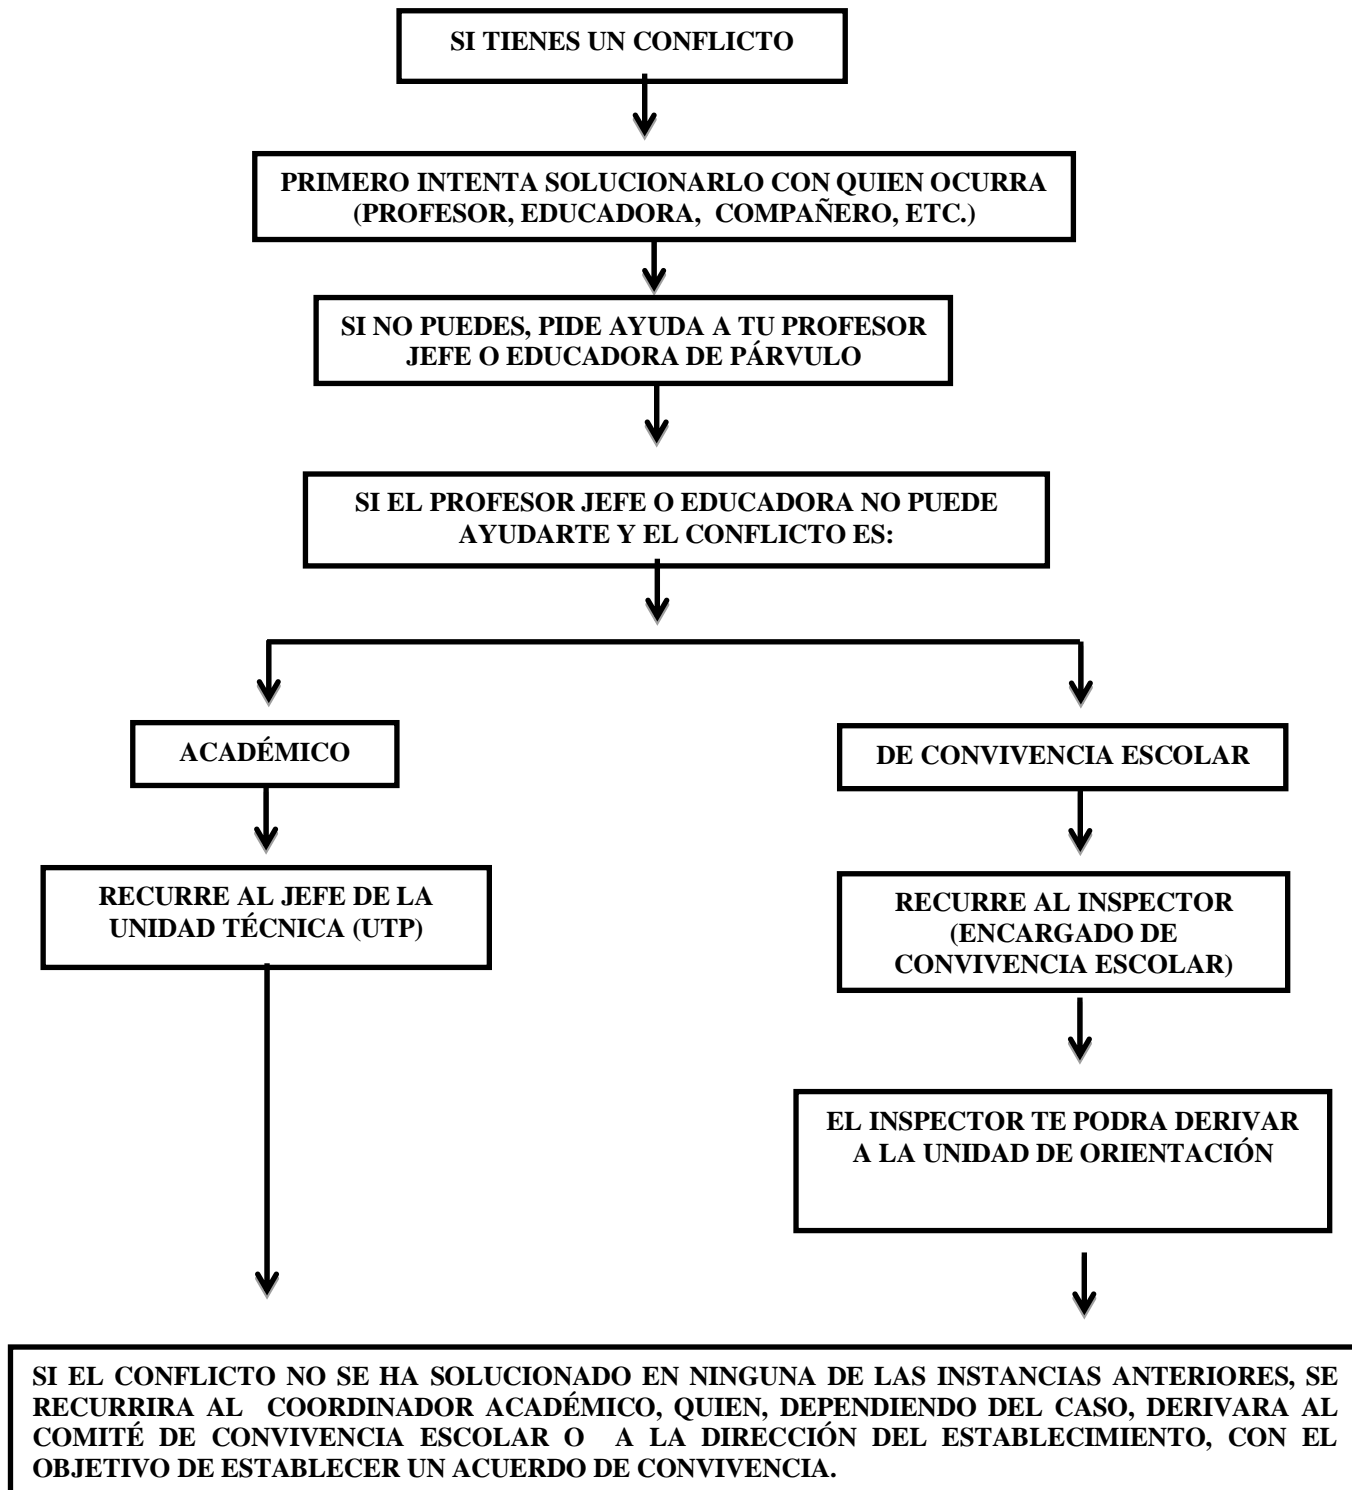 SI TIENES UN CONFLICTO
PRIMERO INTENTA SOLUCIONARLO CON QUIEN OCURRA
(PROFESOR, EDUCADORA, COMPAÑERO, ETC.)
SI NO PUEDES, PIDE AYUDA A TU PROFESOR
JEFE O EDUCADORA DE PÁRVULO
SI EL PROFESOR JEFE O EDUCADORA NO PUEDE
AYUDARTE Y EL CONFLICTO ES:
ACADÉMICO
RECURRE AL JEFE DE LA
UNIDAD TÉCNICA (UTP)
DE CONVIVENCIA ESCOLAR
RECURRE AL INSPECTOR
(ENCARGADO DE
CONVIVENCIA ESCOLAR)
EL INSPECTOR TE PODRA DERIVAR
A LA UNIDAD DE ORIENTACIÓN
SI EL CONFLICTO NO SE HA SOLUCIONADO EN NINGUNA DE LAS INSTANCIAS ANTERIORES, SE
RECURRIRA AL COORDINADOR ACADÉMICO, QUIEN, DEPENDIENDO DEL CASO, DERIVARA AL
COMITÉ DE CONVIVENCIA ESCOLAR O A LA DIRECCIÓN DEL ESTABLECIMIENTO, CON EL
OBJETIVO DE ESTABLECER UN ACUERDO DE CONVIVENCIA.